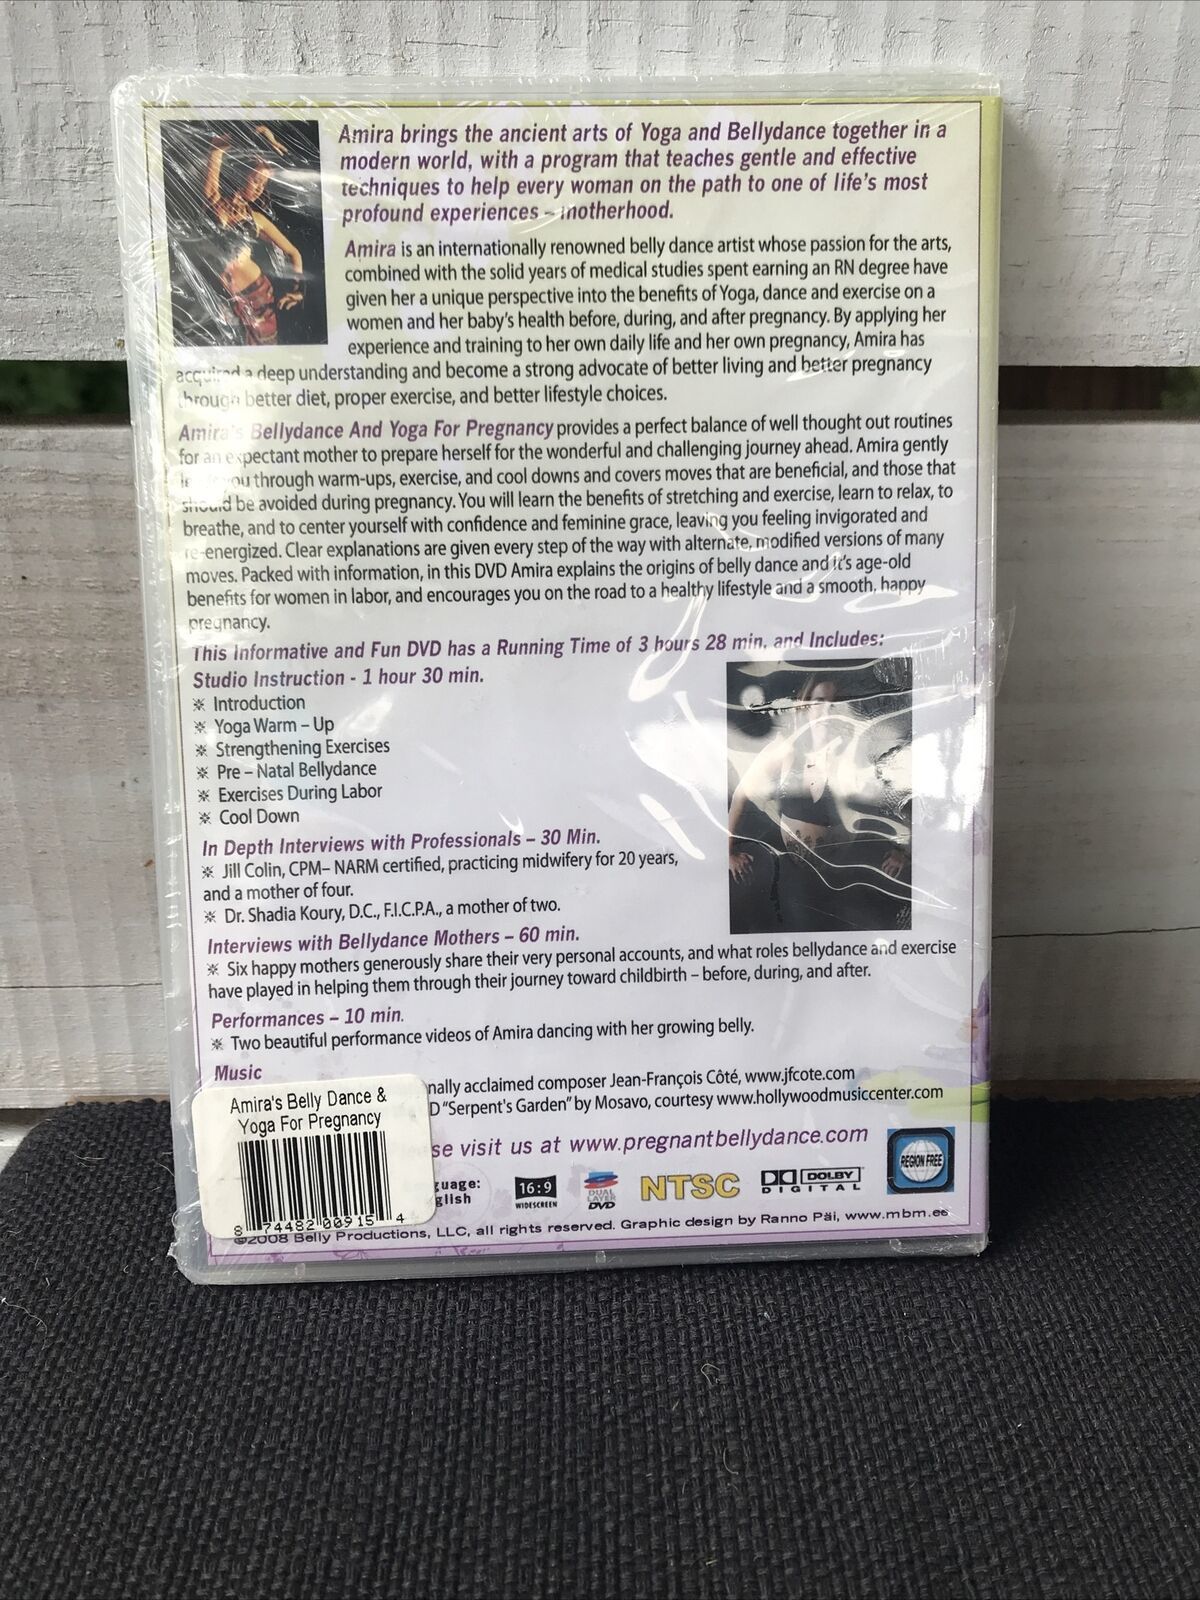 Amira brings the ancient arts of Yoga and Bellydance together in a
modern world, with a program that teaches gentle and effective
techniques to help every woman on the path to one of life's most
profound experiences – motherhood.
Amira is an internationally renowned belly dance artist whose passion for the arts,
combined with the solid years of medical studies spent earning an RN degree have
given her a unique perspective into the benefits of Yoga, dance and exercise on a
women and her baby's health before, during, and after pregnancy. By applying her
experience and training to her own daily life and her own pregnancy, Amira has
acquired a deep understanding and become a strong advocate of better living and better pregnancy
through better diet, proper exercise, and better lifestyle choices.
Amira's Bellydance And Yoga For Pregnancy provides a perfect balance of well thought out routines
for an expectant mother to prepare herself for the wonderful and challenging journey ahead. Amira gently
you through warm-ups, exercise, and cool downs and covers moves that are beneficial, and those that
should be avoided during pregnancy. You will learn the benefits of stretching and exercise, learn to relax, to
breathe, and to center yourself with confidence and feminine grace, leaving you feeling invigorated and
re-energized. Clear explanations are given every step of the way with alternate, modified versions of many
moves. Packed with information, in this DVD Amira explains the origins of belly dance and it's age-old
benefits for women in labor, and encourages you on the road to a healthy lifestyle and a smooth, happy
pregnancy.
This Informative and Fun DVD has a Running Time of 3 hours 28 min. and Includes:
Studio Instruction - 1 hour 30 min.
※ Introduction
※ Yoga Warm – Up
※ Strengthening Exercises
※ Pre – Natal Bellydance
※ Exercises During Labor
※ Cool Down
In Depth Interviews with Professionals – 30 Min.
※ Jill Colin, CPM– NARM certified, practicing midwifery for 20 years,
and a mother of four.
※ Dr. Shadia Koury, D.C., F.I.C.P.A., a mother of two.
Interviews with Bellydance Mothers – 60 min.
※ Six happy mothers generously share their very personal accounts, and what roles bellydance and exercise
have played in helping them through their journey toward childbirth – before, during, and after.
Performances – 10 min.
※ Two beautiful performance videos of Amira dancing with her growing belly.
Music
nally acclaimed composer Jean-François Côté, www.jfcote.com
D "Serpent's Garden" by Mosavo, courtesy www.hollywoodmusiccenter.com
Amira's Belly Dance &
Yoga For Pregnancy
8 74482 00915 4
se visit us at www.pregnantbellydance.com
REGION FREE
guage:
glish
16:9
WIDESCREEN
DUAL
LAYER
DVD
NTSC
DOLBY
DIGITAL
©2008 Belly Productions, LLC, all rights reserved. Graphic design by Ranno Päi, www.mbm.ee